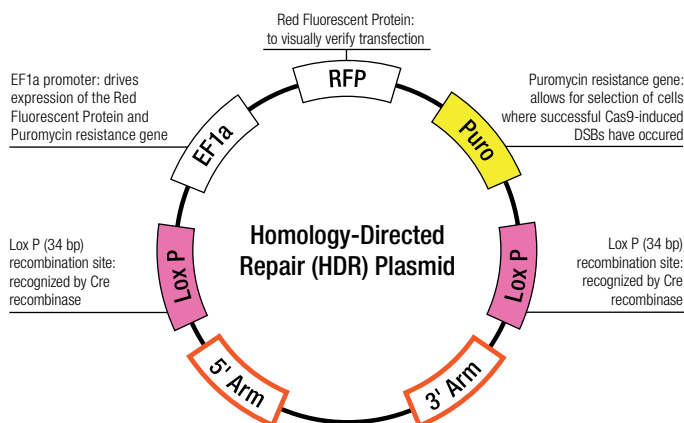 Red Fluorescent Protein:
to visually verify transfection
RFP
EF1a promoter: drives
expression of the Red
Fluorescent Protein and
Puromycin resistance gene
EF1a
Puromycin resistance gene:
allows for selection of cells
where successful Cas9-induced
DSBs have occured
Puro
Homology-Directed
Repair (HDR) Plasmid
Lox P (34 bp)
recombination site:
recognized by Cre
recombinase
Lox P
Lox P
Lox P (34 bp)
recombination site:
recognized by Cre
recombinase
5' Arm
3' Arm